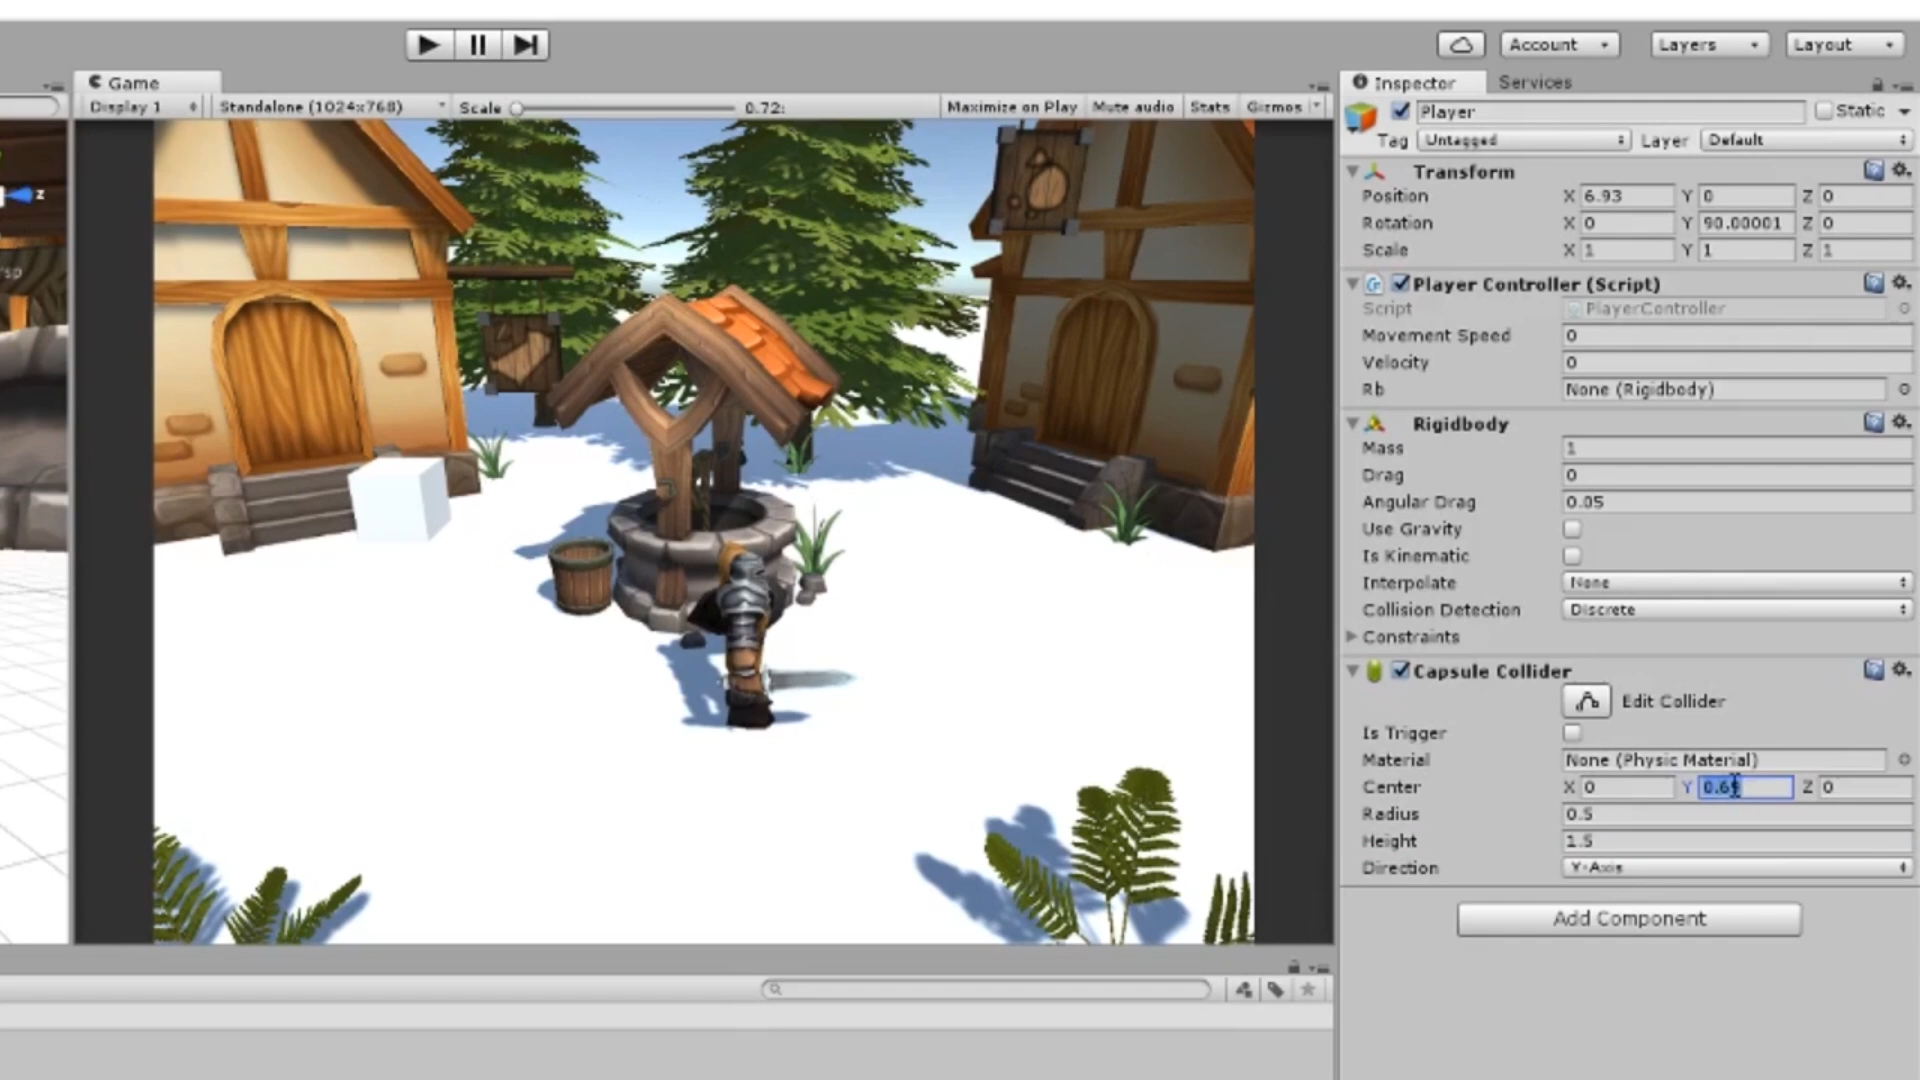 Account
Layers
Layout
Game
Display 1
Standalone (1024x768)
Scale
0.72:
Maximize on Play
Mute audio
Stats
Gizmos
z
rsp
Inspector
Services
Player
Static
Tag
Untagged
Layer
Default
Transform
Position X 6.93 Y 0 Z 0
Rotation X 0 Y 90.00001 Z 0
Scale X 1 Y 1 Z 1
Player Controller (Script)
Script PlayerController
Movement Speed 0
Velocity 0
Rb None (Rigidbody)
Rigidbody
Mass 1
Drag 0
Angular Drag 0.05
Use Gravity
Is Kinematic
Interpolate None
Collision Detection Discrete
Constraints
Capsule Collider
Edit Collider
Is Trigger
Material None (Physic Material)
Center X 0 Y Z 0
Radius 0.5
Height 1.5
Direction Y-Axis
Add Component